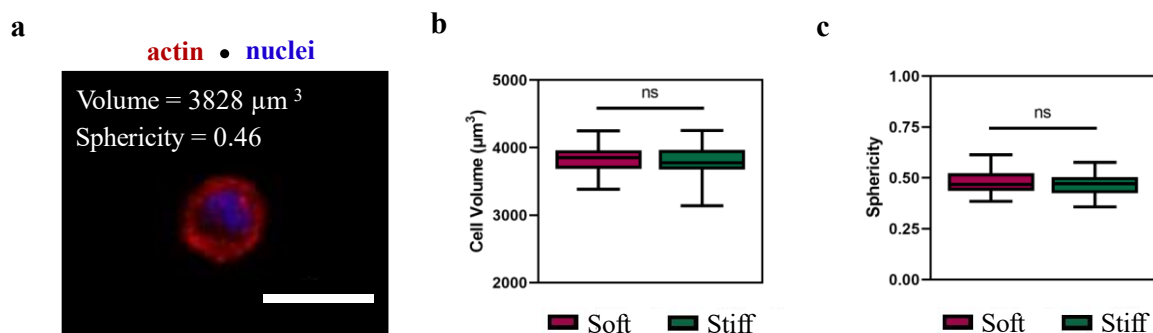 a
actin • nuclei
Volume = 3828 µm 3
Sphericity = 0.46
b
Cell Volume (µm3)
5000
4000
3000
2000
ns
Soft
Stiff
c
Sphericity
1.00
0.75
0.50
0.25
0.00
ns
Soft
Stiff